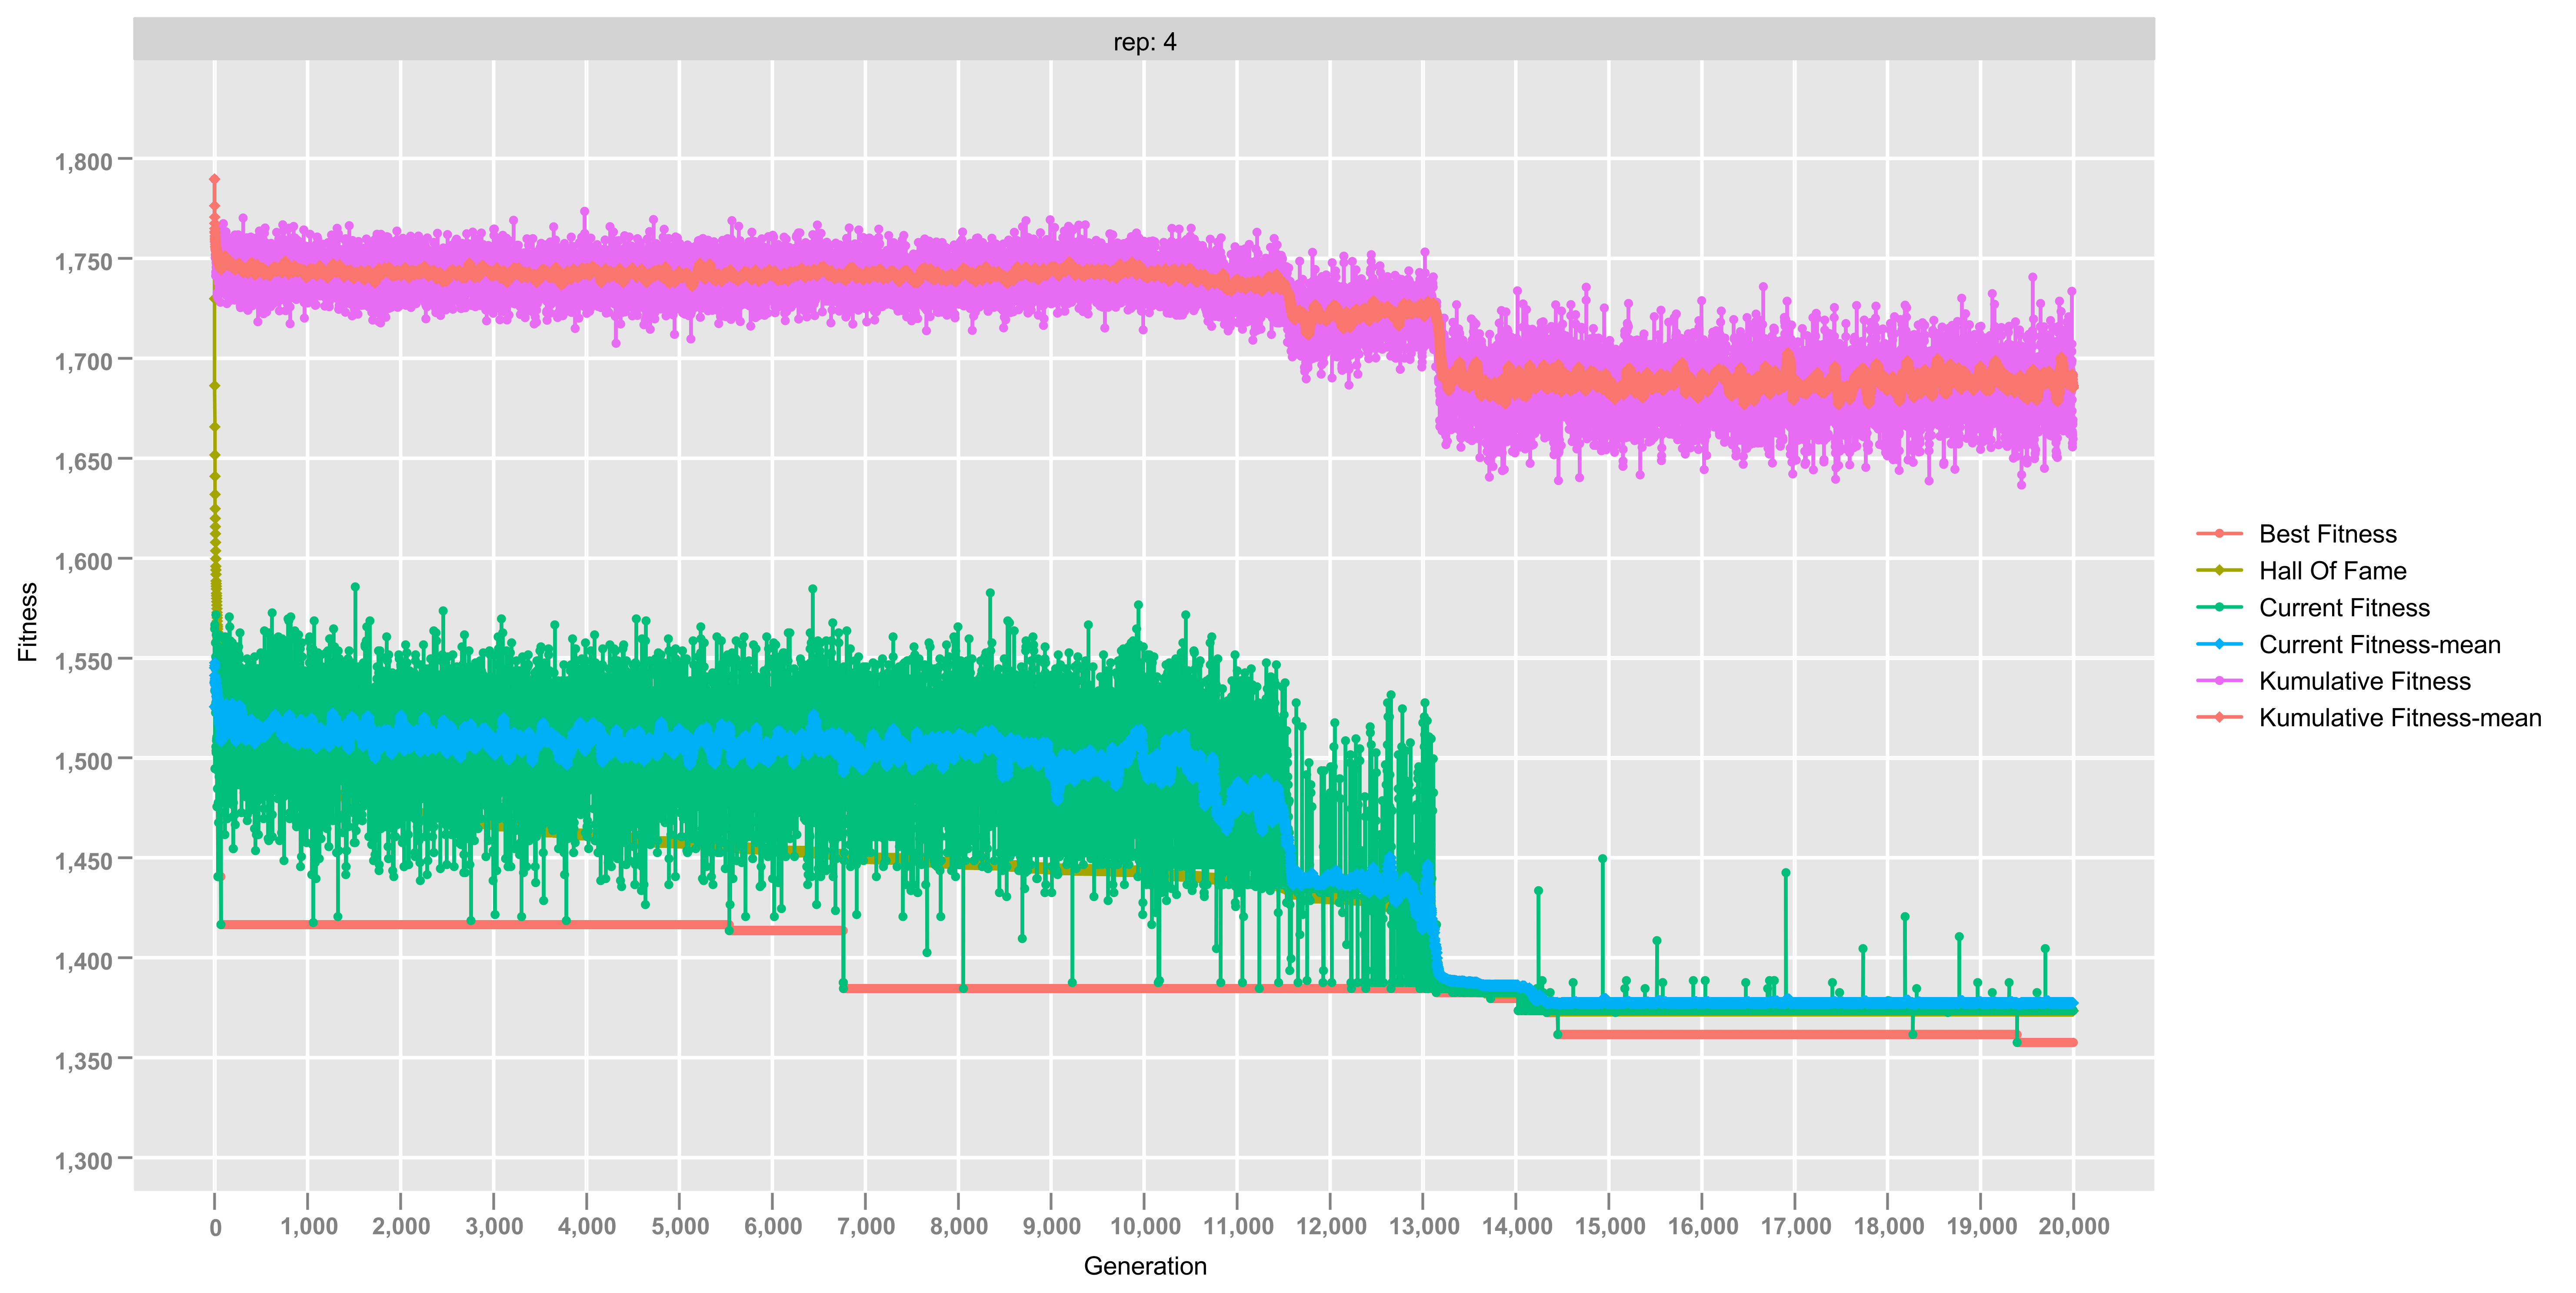 rep: 4
1,800
1,750
1,700
1,650
1,600
1,550
1,500
1,450
1,400
1,350
1,300
Fitness
0 1,000 2,000 3,000 4,000 5,000 6,000 7,000 8,000 9,000 10,000 11,000 12,000 13,000 14,000 15,000 16,000 17,000 18,000 19,000 20,000
Generation
Best Fitness
Hall Of Fame
Current Fitness
Current Fitness-mean
Kumulative Fitness
Kumulative Fitness-mean